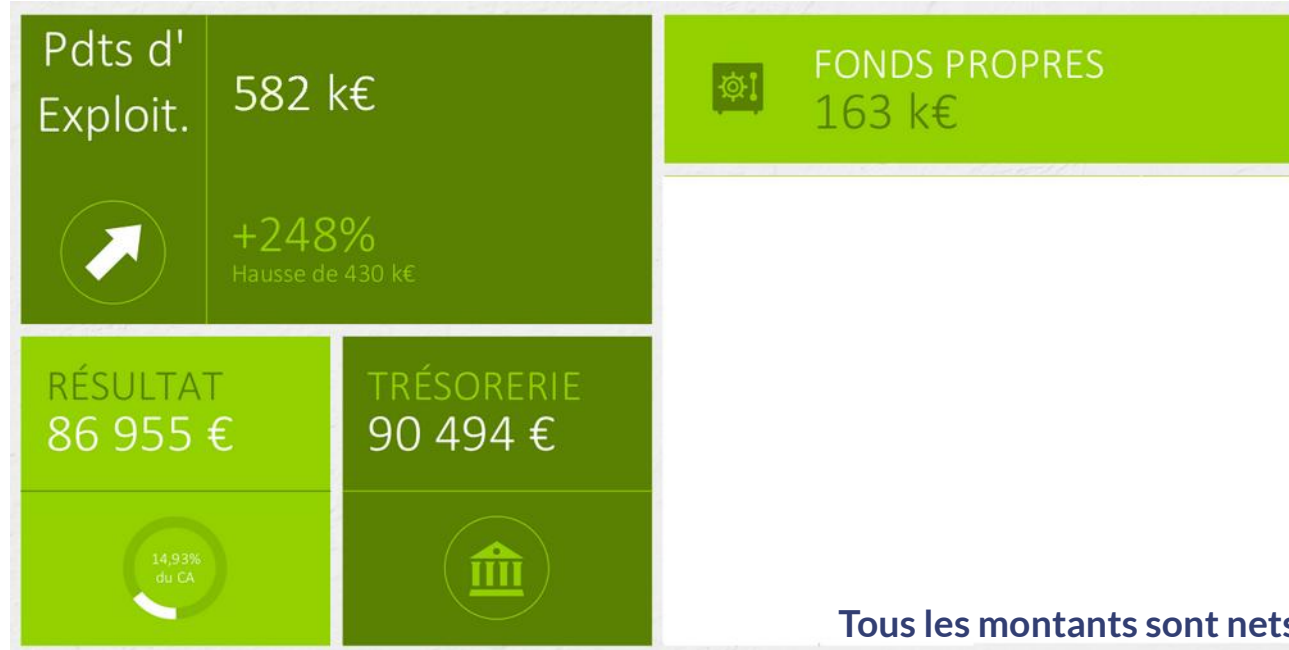 Pdts d'
Exploit.
582 k€
+248%
Hausse de 430 k€
FONDS PROPRES
163 k€
RÉSULTAT
86 955 €
14,93%
du CA
TRÉSORERIE
90 494 €
Tous les montants sont nets